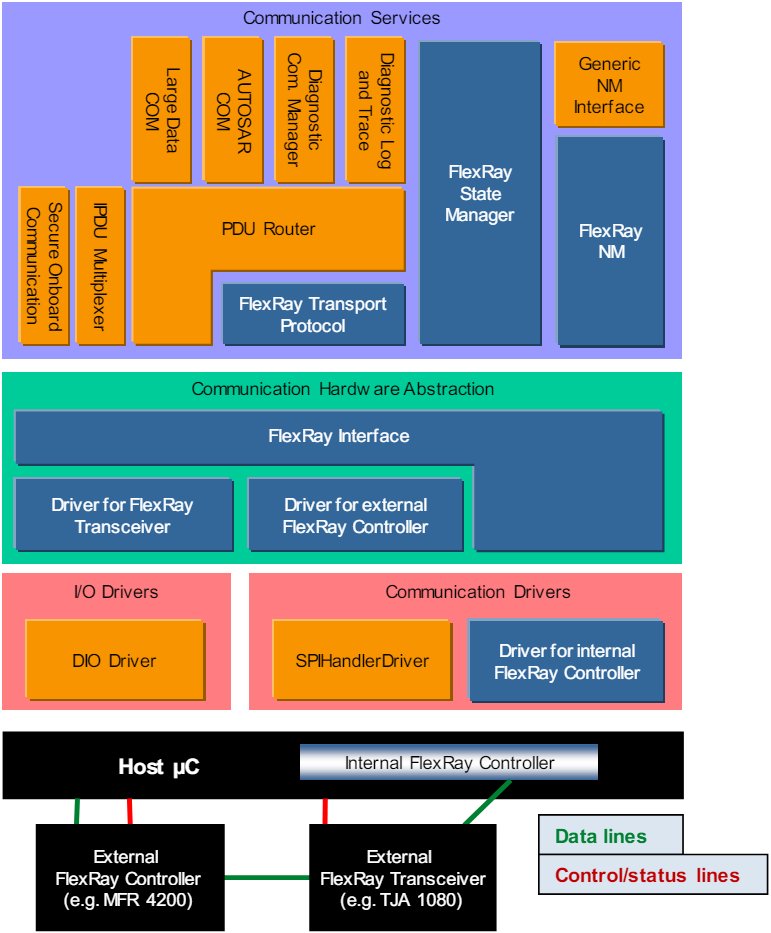 Communication Services
Large Data
COM
AUTOSAR
COM
Diagnostic
Com. Manager
Diagnostic Log
and Trace
FlexRay
State
Manager
Generic
NM
Interface
Secure Onboard
Communication
IPDU Multiplexer
PDU Router
FlexRay
NM
FlexRay Transport
Protocol
Communication Hardware Abstraction
FlexRay Interface
Driver for FlexRay
Transceiver
Driver for external
FlexRay Controller
I/O Drivers
Communication Drivers
DIO Driver
SPIHandlerDriver
Driver for internal
FlexRay Controller
Host µC
Internal FlexRay Controller
External
FlexRay Controller
(e.g. MFR 4200)
External
FlexRay Transceiver
(e.g. TJA 1080)
Data lines
Control/status lines